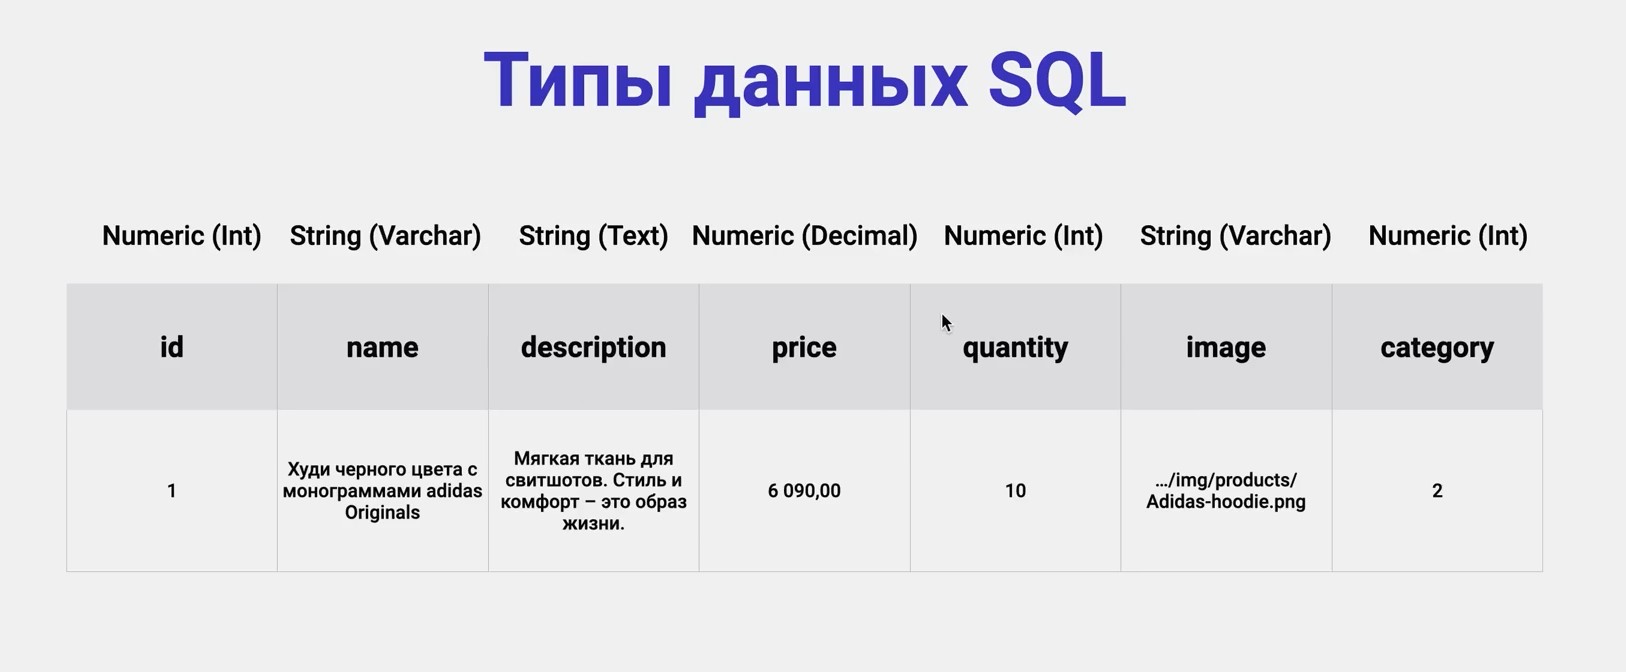 Типы данных SQL
Numeric (Int) String (Varchar) String (Text) Numeric (Decimal) Numeric (Int) String (Varchar) Numeric (Int)
id name description price quantity image category
1
Худи черного цвета с
монограммами adidas
Originals
Мягкая ткань для
свитшотов. Стиль и
комфорт – это образ
жизни.
6 090,00
10
…/img/products/
Adidas-hoodie.png
2